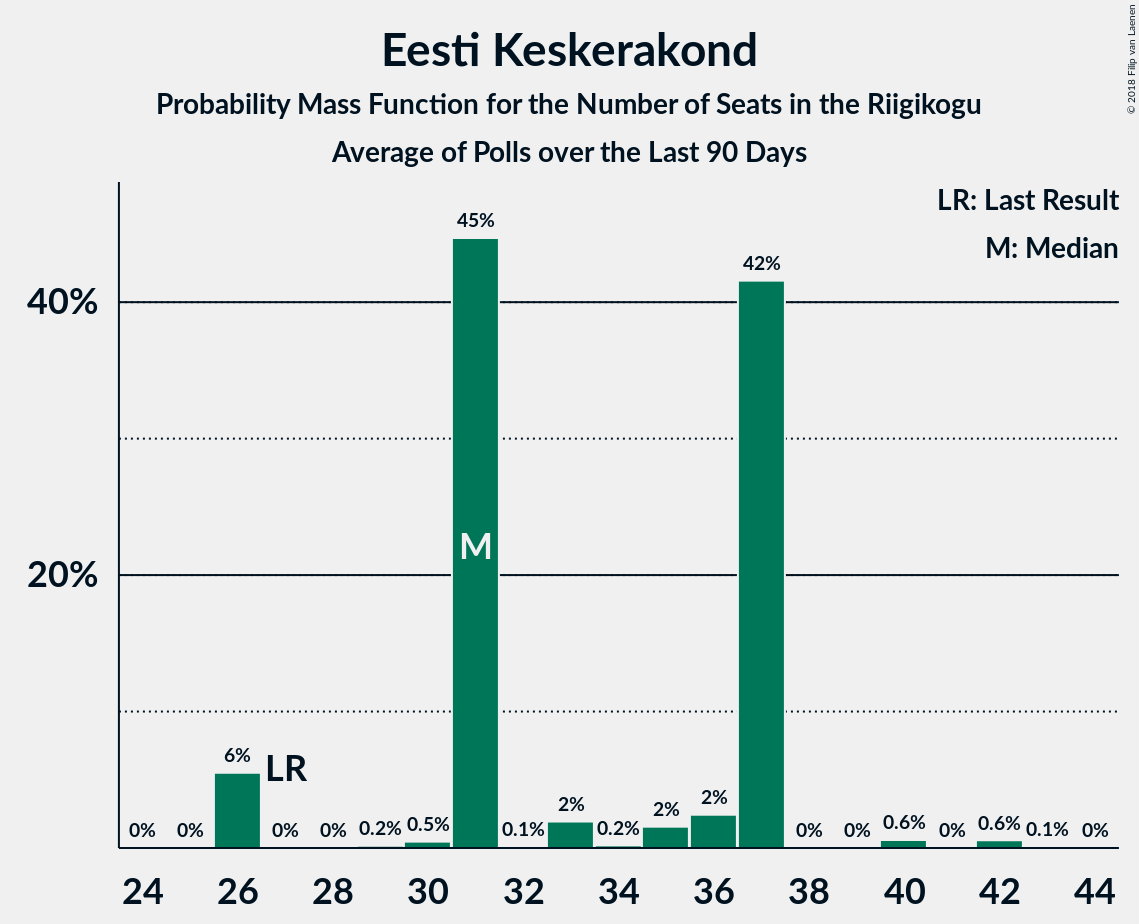 © 2018 Filip van Laenen
Eesti Keskerakond
Probability Mass Function for the Number of Seats in the Riigikogu
Average of Polls over the Last 90 Days
LR: Last Result
M: Median
40%
20%
0% 0% 6% 0% 0% 0.2% 0.5% 45% 0.1% 2% 0.2% 2% 2% 42% 0% 0% 0.6% 0% 0.6% 0.1% 0%
LR
M
24 26 28 30 32 34 36 38 40 42 44